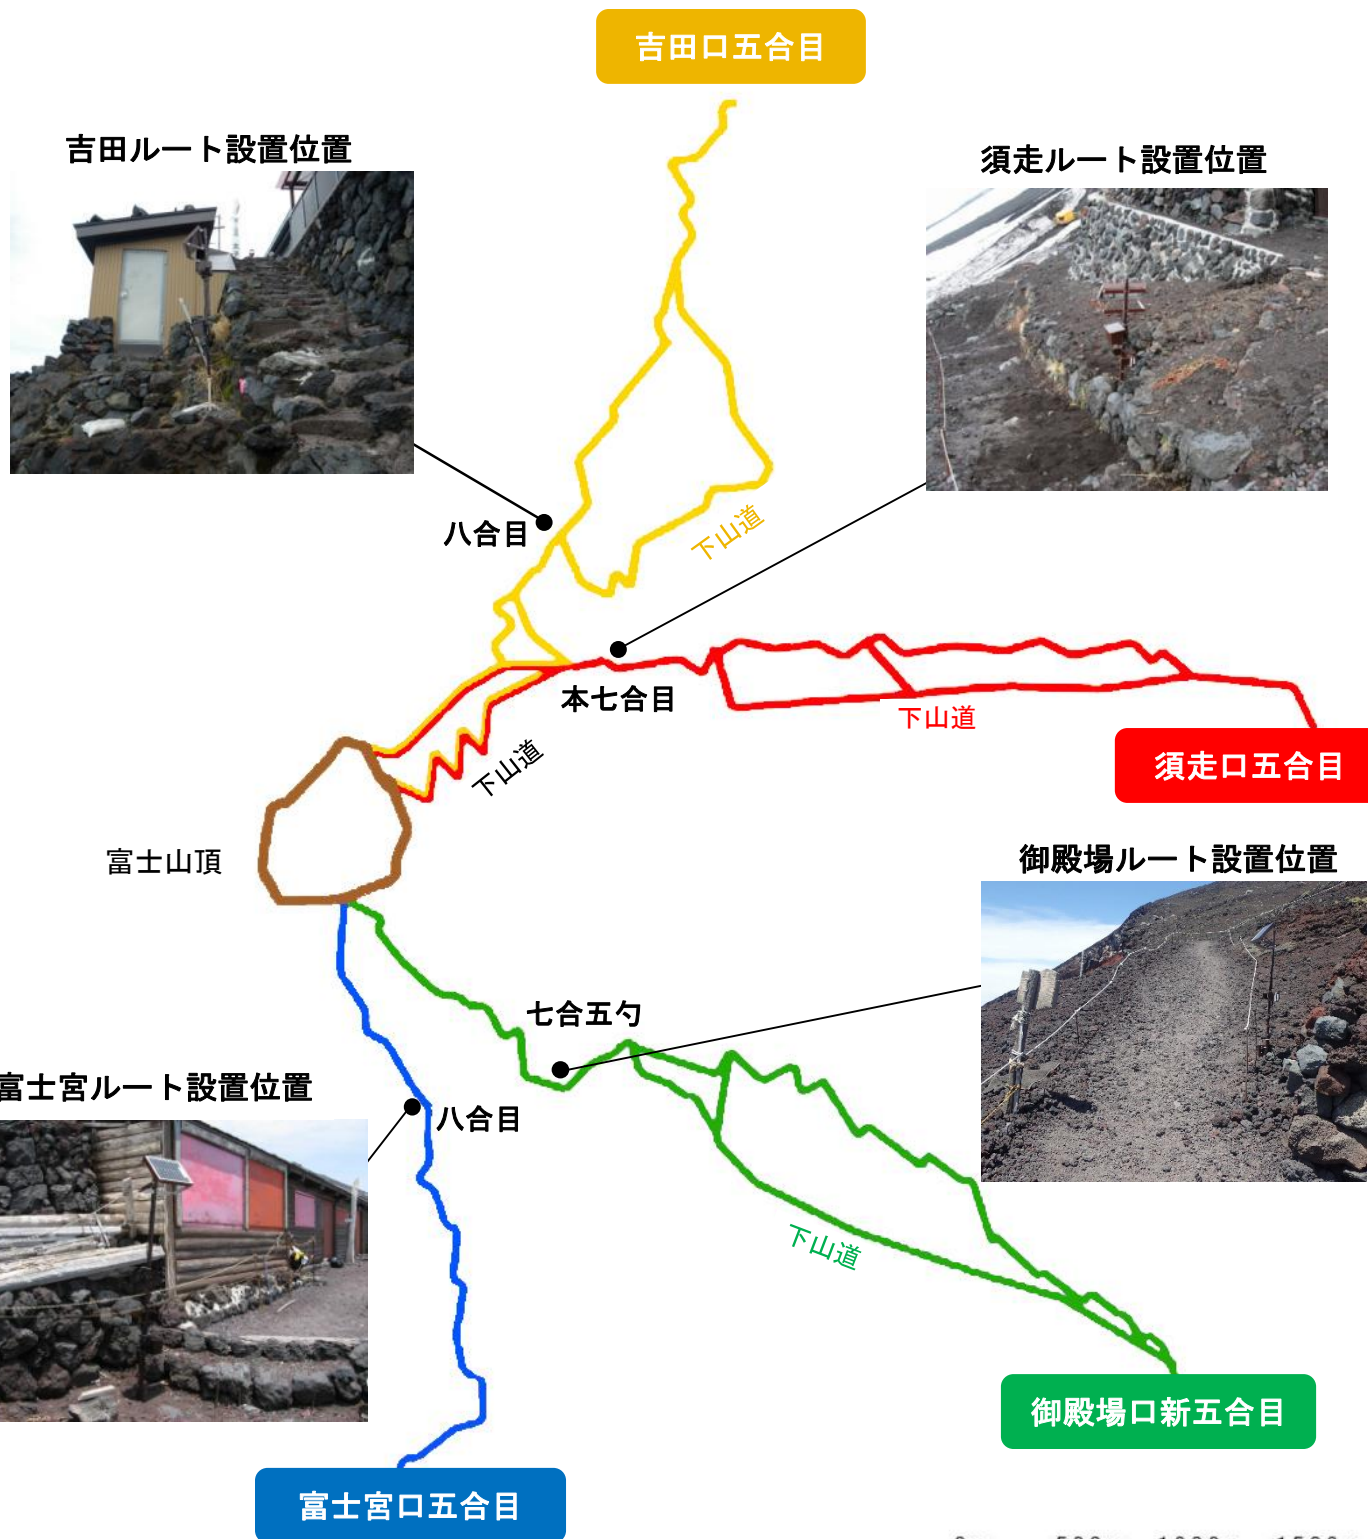 吉田口五合目
吉田ルート設置位置
須走ルート設置位置
八合目
下山道
本七合目
下山道
下山道
須走口五合目
富士山頂
御殿場ルート設置位置
七合五勺
富士宮ルート設置位置
八合目
下山道
御殿場口新五合目
富士宮口五合目